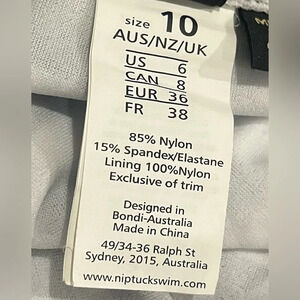 size 10
AUS/NZ/UK
US 6
CAN 8
EUR 36
FR 38
85% Nylon
15% Spandex/Elastane
Lining 100%Nylon
Exclusive of trim
Designed in
Bondi-Australia
Made in China
49/34-36 Ralph St
Sydney, 2015, Australia
www.niptuckswim.com